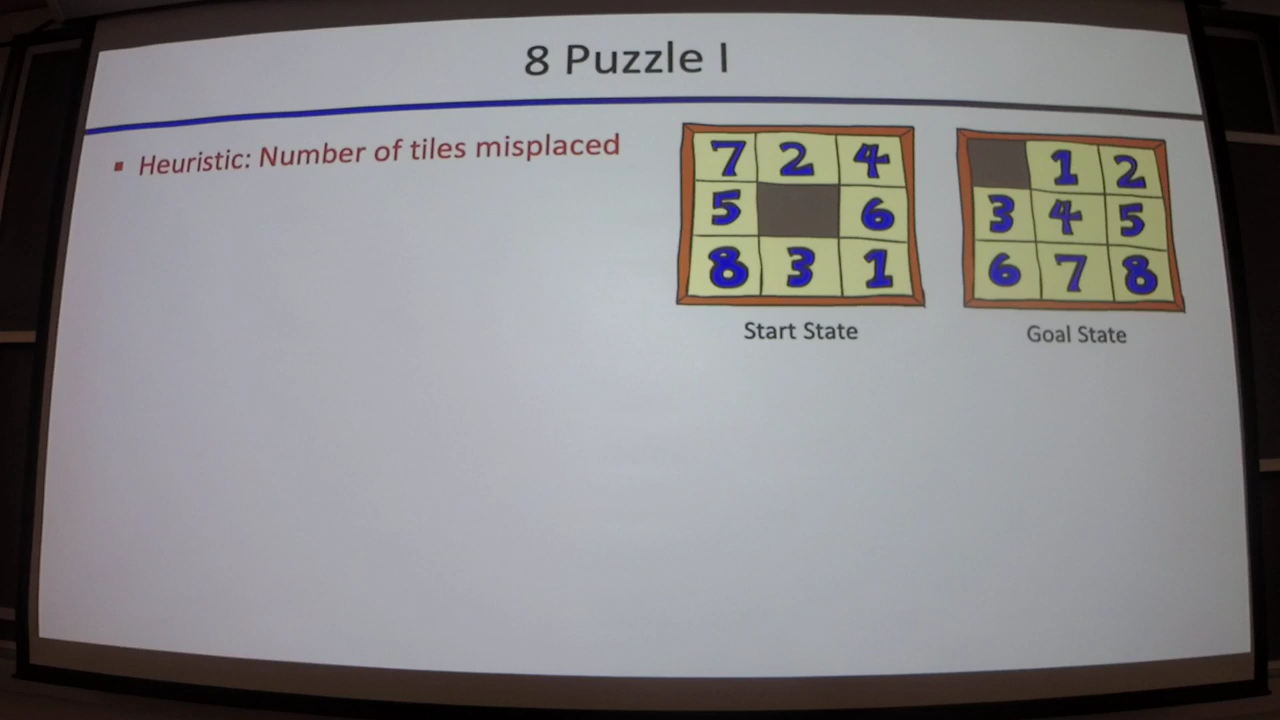 8 Puzzle I
Heuristic: Number of tiles misplaced
7 2 4
5 6
8 3 1
Start State
1 2
3 4 5
6 7 8
Goal State